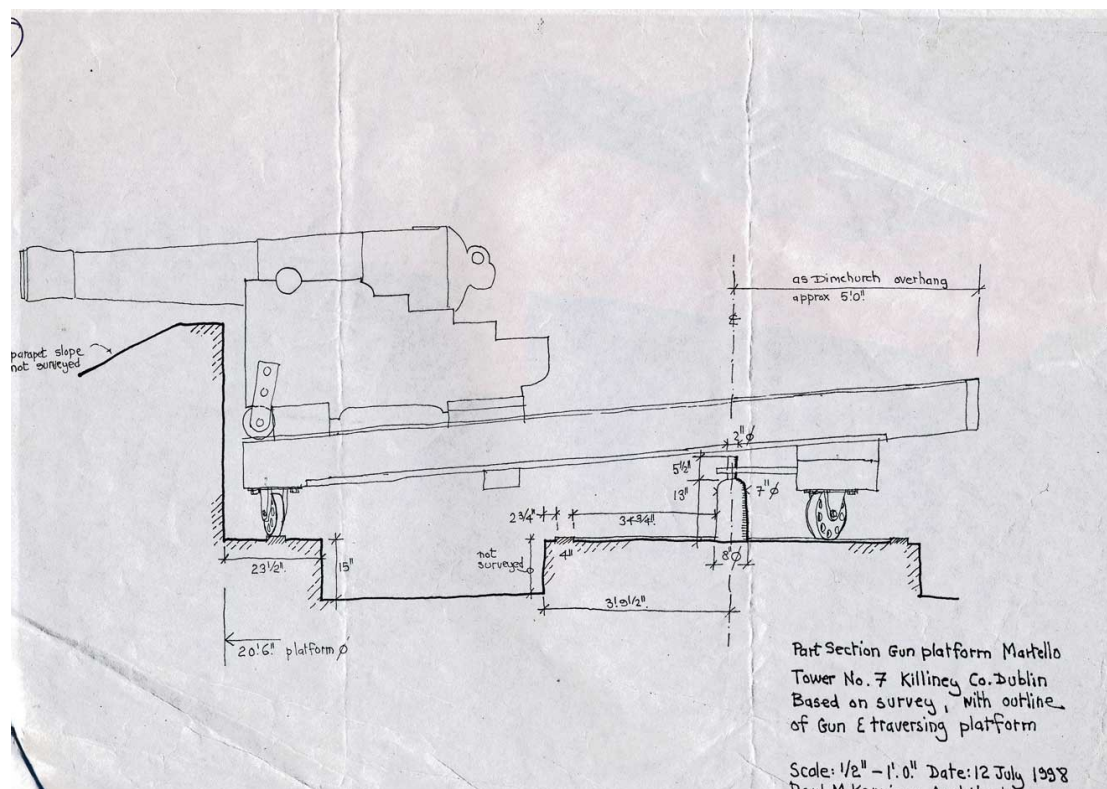 as Dimchurch overhang
approx 5'.0"
parapet slope
not surveyed
2"Ø
5½"
13"
7"Ø
2¾"
34¾"
4"
not
surveyed
8"Ø
23½"
15"
3'.9½"
20'.6" platform Ø
Part Section Gun platform Martello
Tower No. 7 Killiney Co. Dublin
Based on survey, with outline
of Gun & traversing platform
Scale: ½" – 1'.0" Date: 12 July 1998